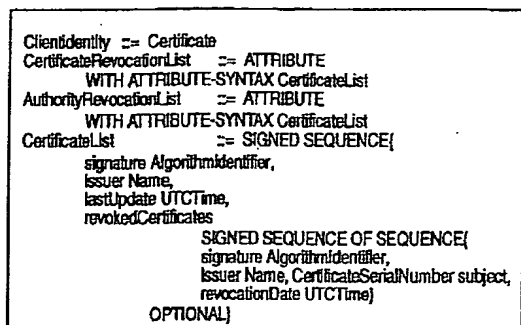 ClientIdentity ::= Certificate
CertificateRevocationList ::= ATTRIBUTE
WITH ATTRIBUTE-SYNTAX CertificateList
AuthorityRevocationList ::= ATTRIBUTE
WITH ATTRIBUTE-SYNTAX CertificateList
CertificateList ::= SIGNED SEQUENCE{
signature AlgorithmIdentifier,
issuer Name,
lastUpdate UTCTime,
revokedCertificates
SIGNED SEQUENCE OF SEQUENCE{
signature AlgorithmIdentifier,
issuer Name, CertificateSerialNumber subject,
revocationDate UTCTime}
OPTIONAL}